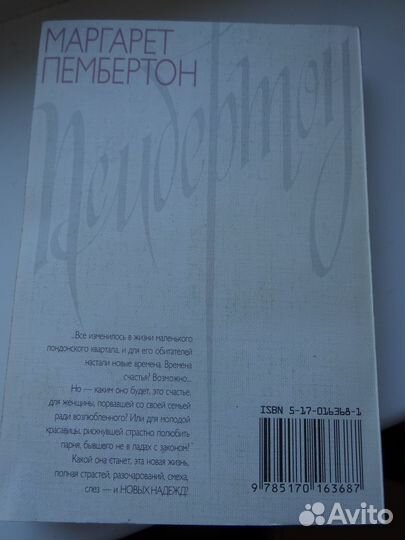 МАРГАРЕТ
ПЕМБЕРТОН
Пембертон
...Все изменилось в жизни маленького
лондонского квартала, и для его обитателей
настали новые времена. Времена
счастья? Возможно...
Но — каким оно будет, это счастье,
для женщины, порвавшей со своей семьей
ради возлюбленного? Или для молодой
красавицы, рискнувшей страстно полюбить
парня, бывшего не в ладах с законом?
Какой она станет, эта новая жизнь,
полная страстей, разочарований, смеха,
слез — и НОВЫХ НАДЕЖД?
ISBN 5-17-016368-1
9 785170 163687
Avito